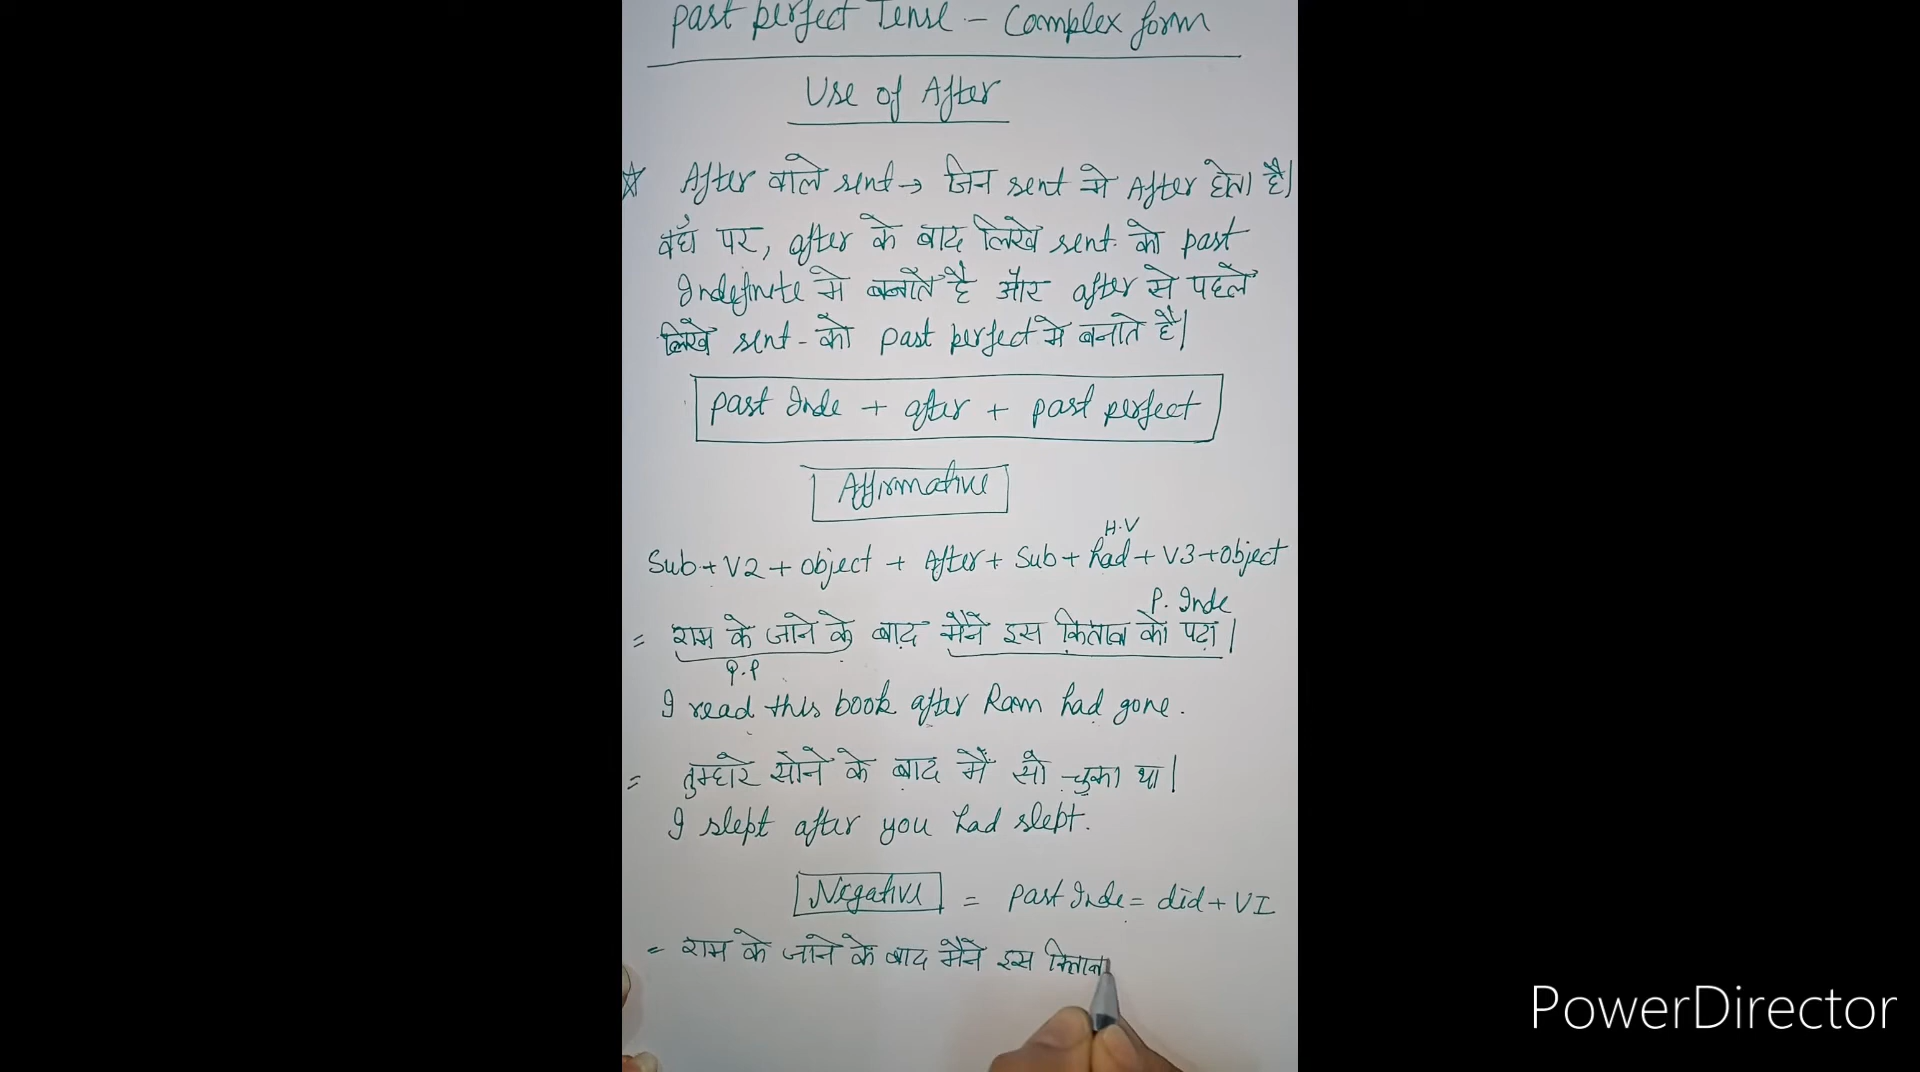 Past perfect Tense - Complex form
Use of After
☆ After वाले sent → जिन sent मे After होता है।
वहाँ पर, after के बाद लिखे sent. को past
Indefinite मे बनाते है और after से पहले
लिखे sent - को past perfect मे बनाते है।
past Inde + after + past perfect
Affirmative
H.V
Sub + V2 + object + After + Sub + had + V3 + object
P. Inde
= राम के जाने के बाद मैंने इस किताब को पढ़ा।
P.P
I read this book after Ram had gone.
= तुम्हारे सोने के बाद मैं सो चुका था।
I slept after you had slept.
Negative = past Inde = did + VI
= राम के जाने के बाद मैंने इस किताब
PowerDirector